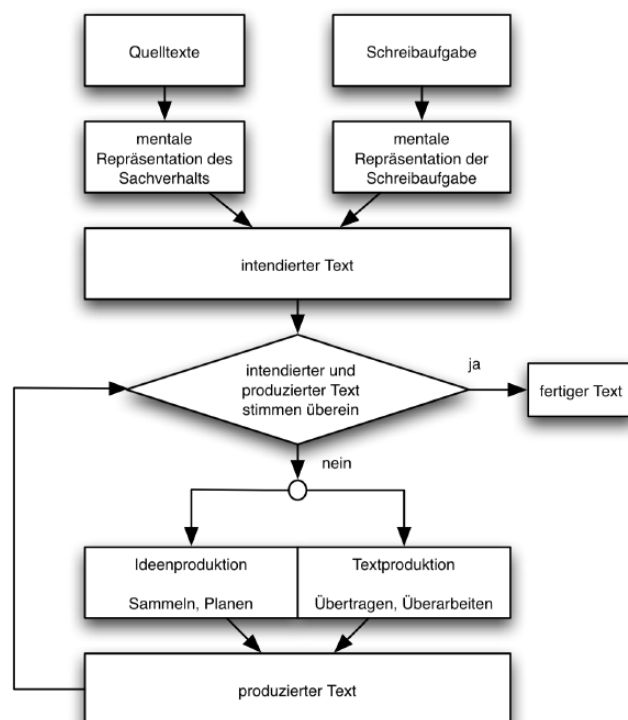 Quelltexte
Schreibaufgabe
mentale
Repräsentation des
Sachverhalts
mentale
Repräsentation der
Schreibaufgabe
intendierter Text
intendierter und
produzierter Text
stimmen überein
ja
fertiger Text
nein
Ideenproduktion
Sammeln, Planen
Textproduktion
Übertragen, Überarbeiten
produzierter Text